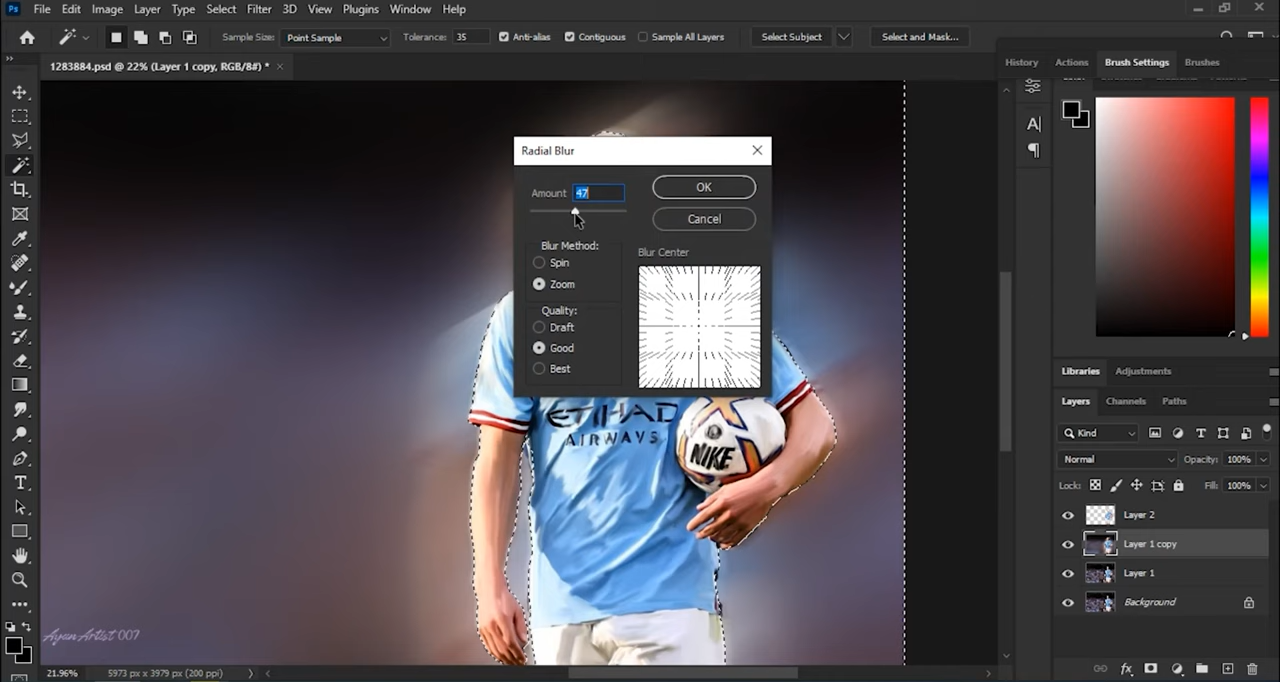 Ps File Edit Image Layer Type Select Filter 3D View Plugins Window Help
Sample Size: Point Sample Tolerance: 35 Anti-alias Contiguous Sample All Layers Select Subject Select and Mask...
1283884.psd @ 22% (Layer 1 copy, RGB/8#) *
History Actions Brush Settings Brushes
Radial Blur
Amount 47
OK
Cancel
Blur Method:
Spin
Zoom
Quality:
Draft
Good
Best
Blur Center
ETIHAD
AIRWAYS
NIKE
Libraries Adjustments
Layers Channels Paths
Kind
Normal Opacity: 100%
Lock: Fill: 100%
Layer 2
Layer 1 copy
Layer 1
Background
Ayan Artist 007
21.96% 5973 px x 3979 px (200 ppi)